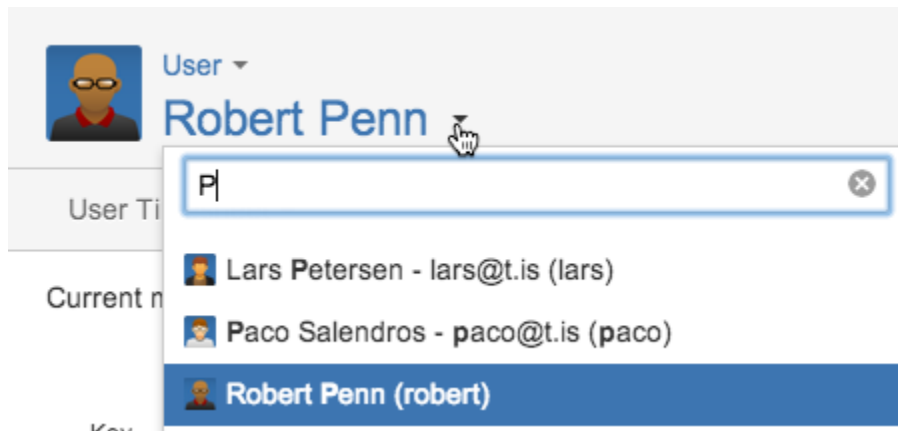 User
Robert Penn
P
User Ti
Lars Petersen - lars@t.is (lars)
Current n
Paco Salendros - paco@t.is (paco)
Robert Penn (robert)